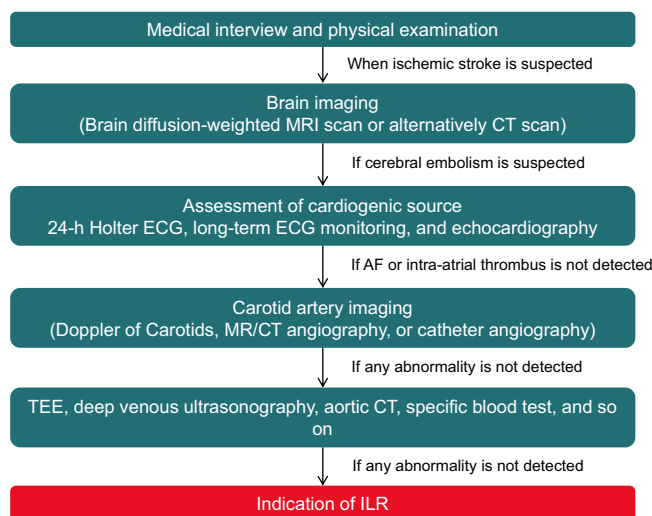 Medical interview and physical examination
When ischemic stroke is suspected
Brain imaging
(Brain diffusion-weighted MRI scan or alternatively CT scan)
If cerebral embolism is suspected
Assessment of cardiogenic source
24-h Holter ECG, long-term ECG monitoring, and echocardiography
If AF or intra-atrial thrombus is not detected
Carotid artery imaging
(Doppler of Carotids, MR/CT angiography, or catheter angiography)
If any abnormality is not detected
TEE, deep venous ultrasonography, aortic CT, specific blood test, and so
on
If any abnormality is not detected
Indication of ILR